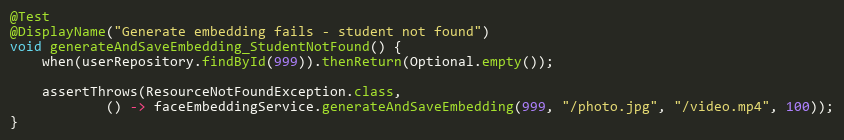 @Test
@DisplayName("Generate embedding fails - student not found")
void generateAndSaveEmbedding_StudentNotFound() {
    when(userRepository.findById(999)).thenReturn(Optional.empty());

    assertThrows(ResourceNotFoundException.class,
            () -> faceEmbeddingService.generateAndSaveEmbedding(999, "/photo.jpg", "/video.mp4", 100));
}